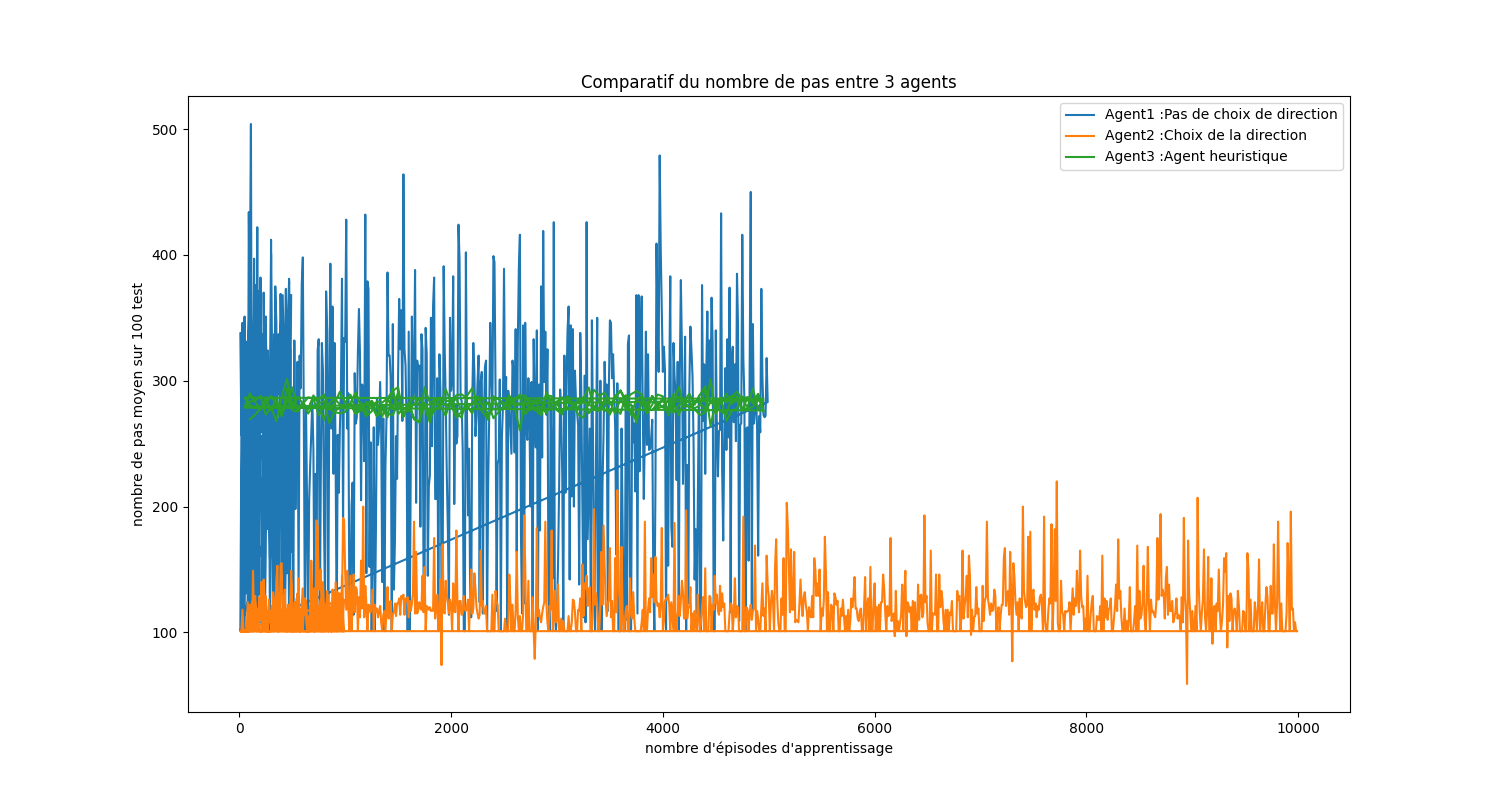 Comparatif du nombre de pas entre 3 agents
Agent1 :Pas de choix de direction
Agent2 :Choix de la direction
Agent3 :Agent heuristique
nombre de pas moyen sur 100 test
500
400
300
200
100
0 2000 4000 6000 8000 10000
nombre d'épisodes d'apprentissage